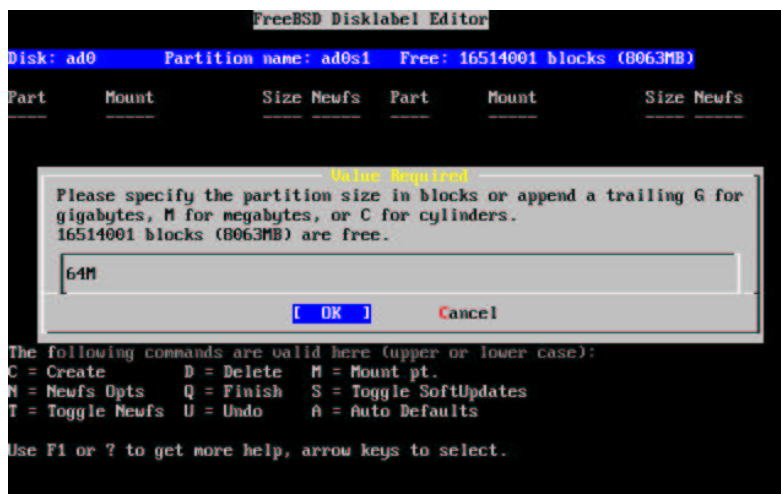 FreeBSD Disklabel Editor
Disk: ad0 Partition name: ad0s1 Free: 16514001 blocks (8063MB)
Part Mount Size Newfs Part Mount Size Newfs
---- ----- ---- ----- ---- ----- ---- -----
Value Required
Please specify the partition size in blocks or append a trailing G for
gigabytes, M for megabytes, or C for cylinders.
16514001 blocks (8063MB) are free.
64M
[ OK ] Cancel
The following commands are valid here (upper or lower case):
C = Create D = Delete M = Mount pt.
N = Newfs Opts Q = Finish S = Toggle SoftUpdates
T = Toggle Newfs U = Undo A = Auto Defaults
Use F1 or ? to get more help, arrow keys to select.